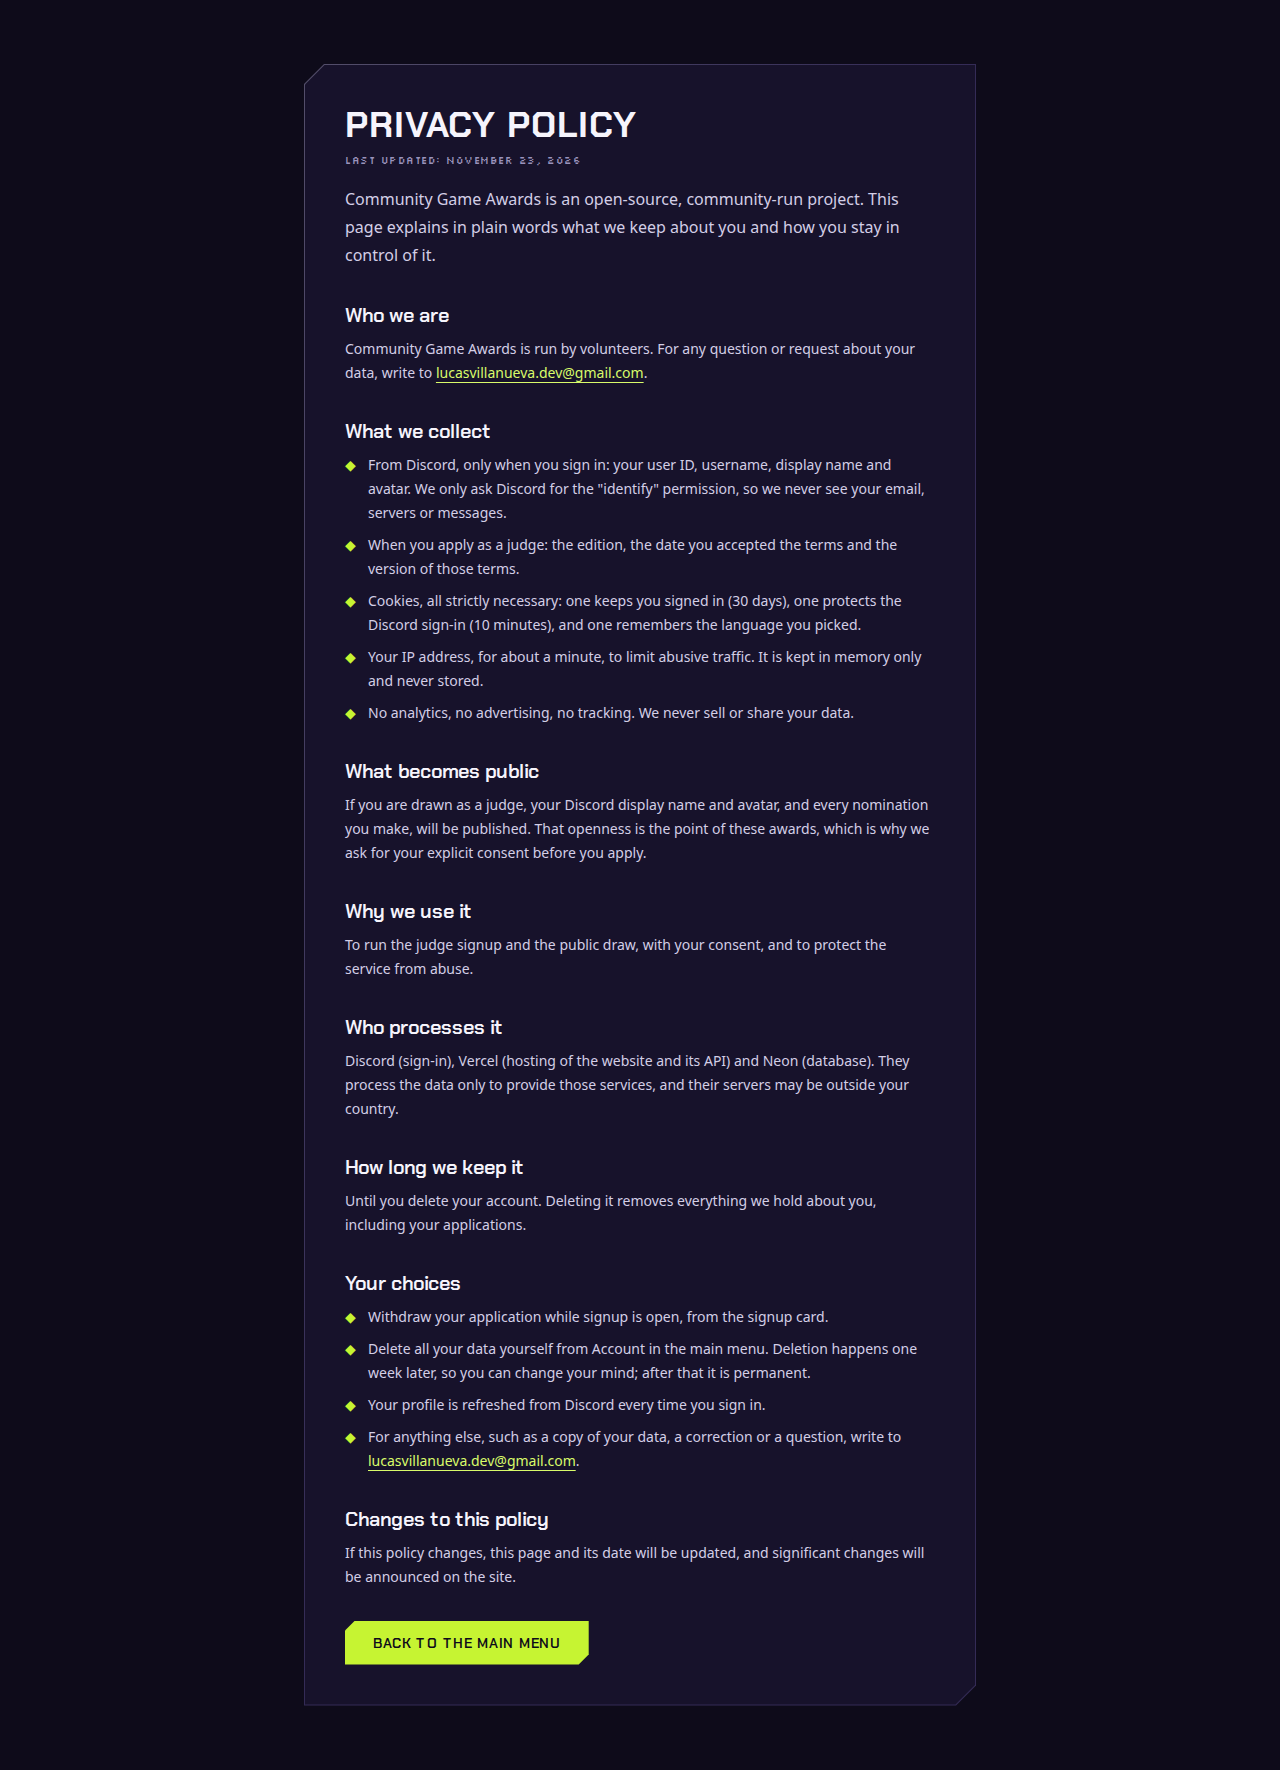 PRIVACY POLICY
LAST UPDATED: NOVEMBER 23, 2026
Community Game Awards is an open-source, community-run project. This
page explains in plain words what we keep about you and how you stay in
control of it.
Who we are
Community Game Awards is run by volunteers. For any question or request about your
data, write to lucasvillanueva.dev@gmail.com.
What we collect
◆ From Discord, only when you sign in: your user ID, username, display name and
avatar. We only ask Discord for the "identify" permission, so we never see your email,
servers or messages.
◆ When you apply as a judge: the edition, the date you accepted the terms and the
version of those terms.
◆ Cookies, all strictly necessary: one keeps you signed in (30 days), one protects the
Discord sign-in (10 minutes), and one remembers the language you picked.
◆ Your IP address, for about a minute, to limit abusive traffic. It is kept in memory only
and never stored.
◆ No analytics, no advertising, no tracking. We never sell or share your data.
What becomes public
If you are drawn as a judge, your Discord display name and avatar, and every nomination
you make, will be published. That openness is the point of these awards, which is why we
ask for your explicit consent before you apply.
Why we use it
To run the judge signup and the public draw, with your consent, and to protect the
service from abuse.
Who processes it
Discord (sign-in), Vercel (hosting of the website and its API) and Neon (database). They
process the data only to provide those services, and their servers may be outside your
country.
How long we keep it
Until you delete your account. Deleting it removes everything we hold about you,
including your applications.
Your choices
◆ Withdraw your application while signup is open, from the signup card.
◆ Delete all your data yourself from Account in the main menu. Deletion happens one
week later, so you can change your mind; after that it is permanent.
◆ Your profile is refreshed from Discord every time you sign in.
◆ For anything else, such as a copy of your data, a correction or a question, write to
lucasvillanueva.dev@gmail.com.
Changes to this policy
If this policy changes, this page and its date will be updated, and significant changes will
be announced on the site.
BACK TO THE MAIN MENU